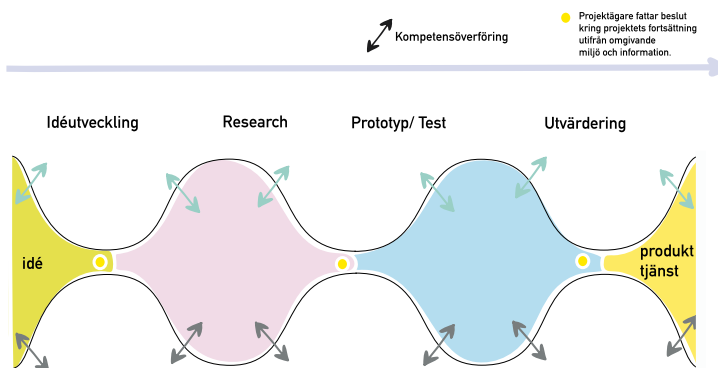 Kompetensöverföring
Projektägare fattar beslut
kring projektets fortsättning
utifrån omgivande
miljö och information.
Idéutveckling
Research
Prototyp/ Test
Utvärdering
idé
produkt
tjänst